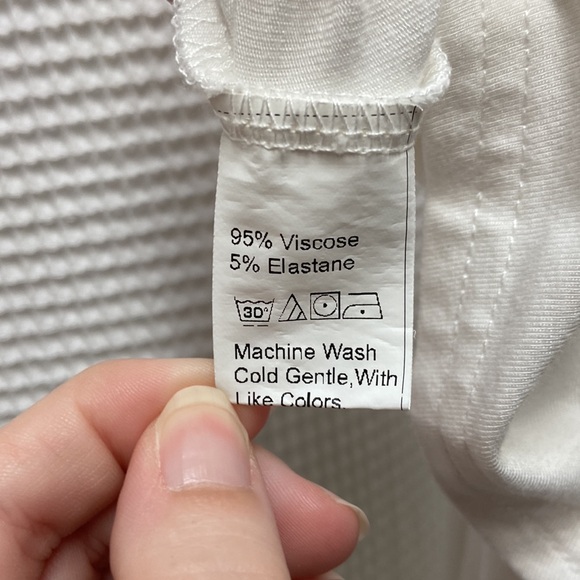 95% Viscose
5% Elastane
30°
Machine Wash
Cold Gentle,With
Like Colors.